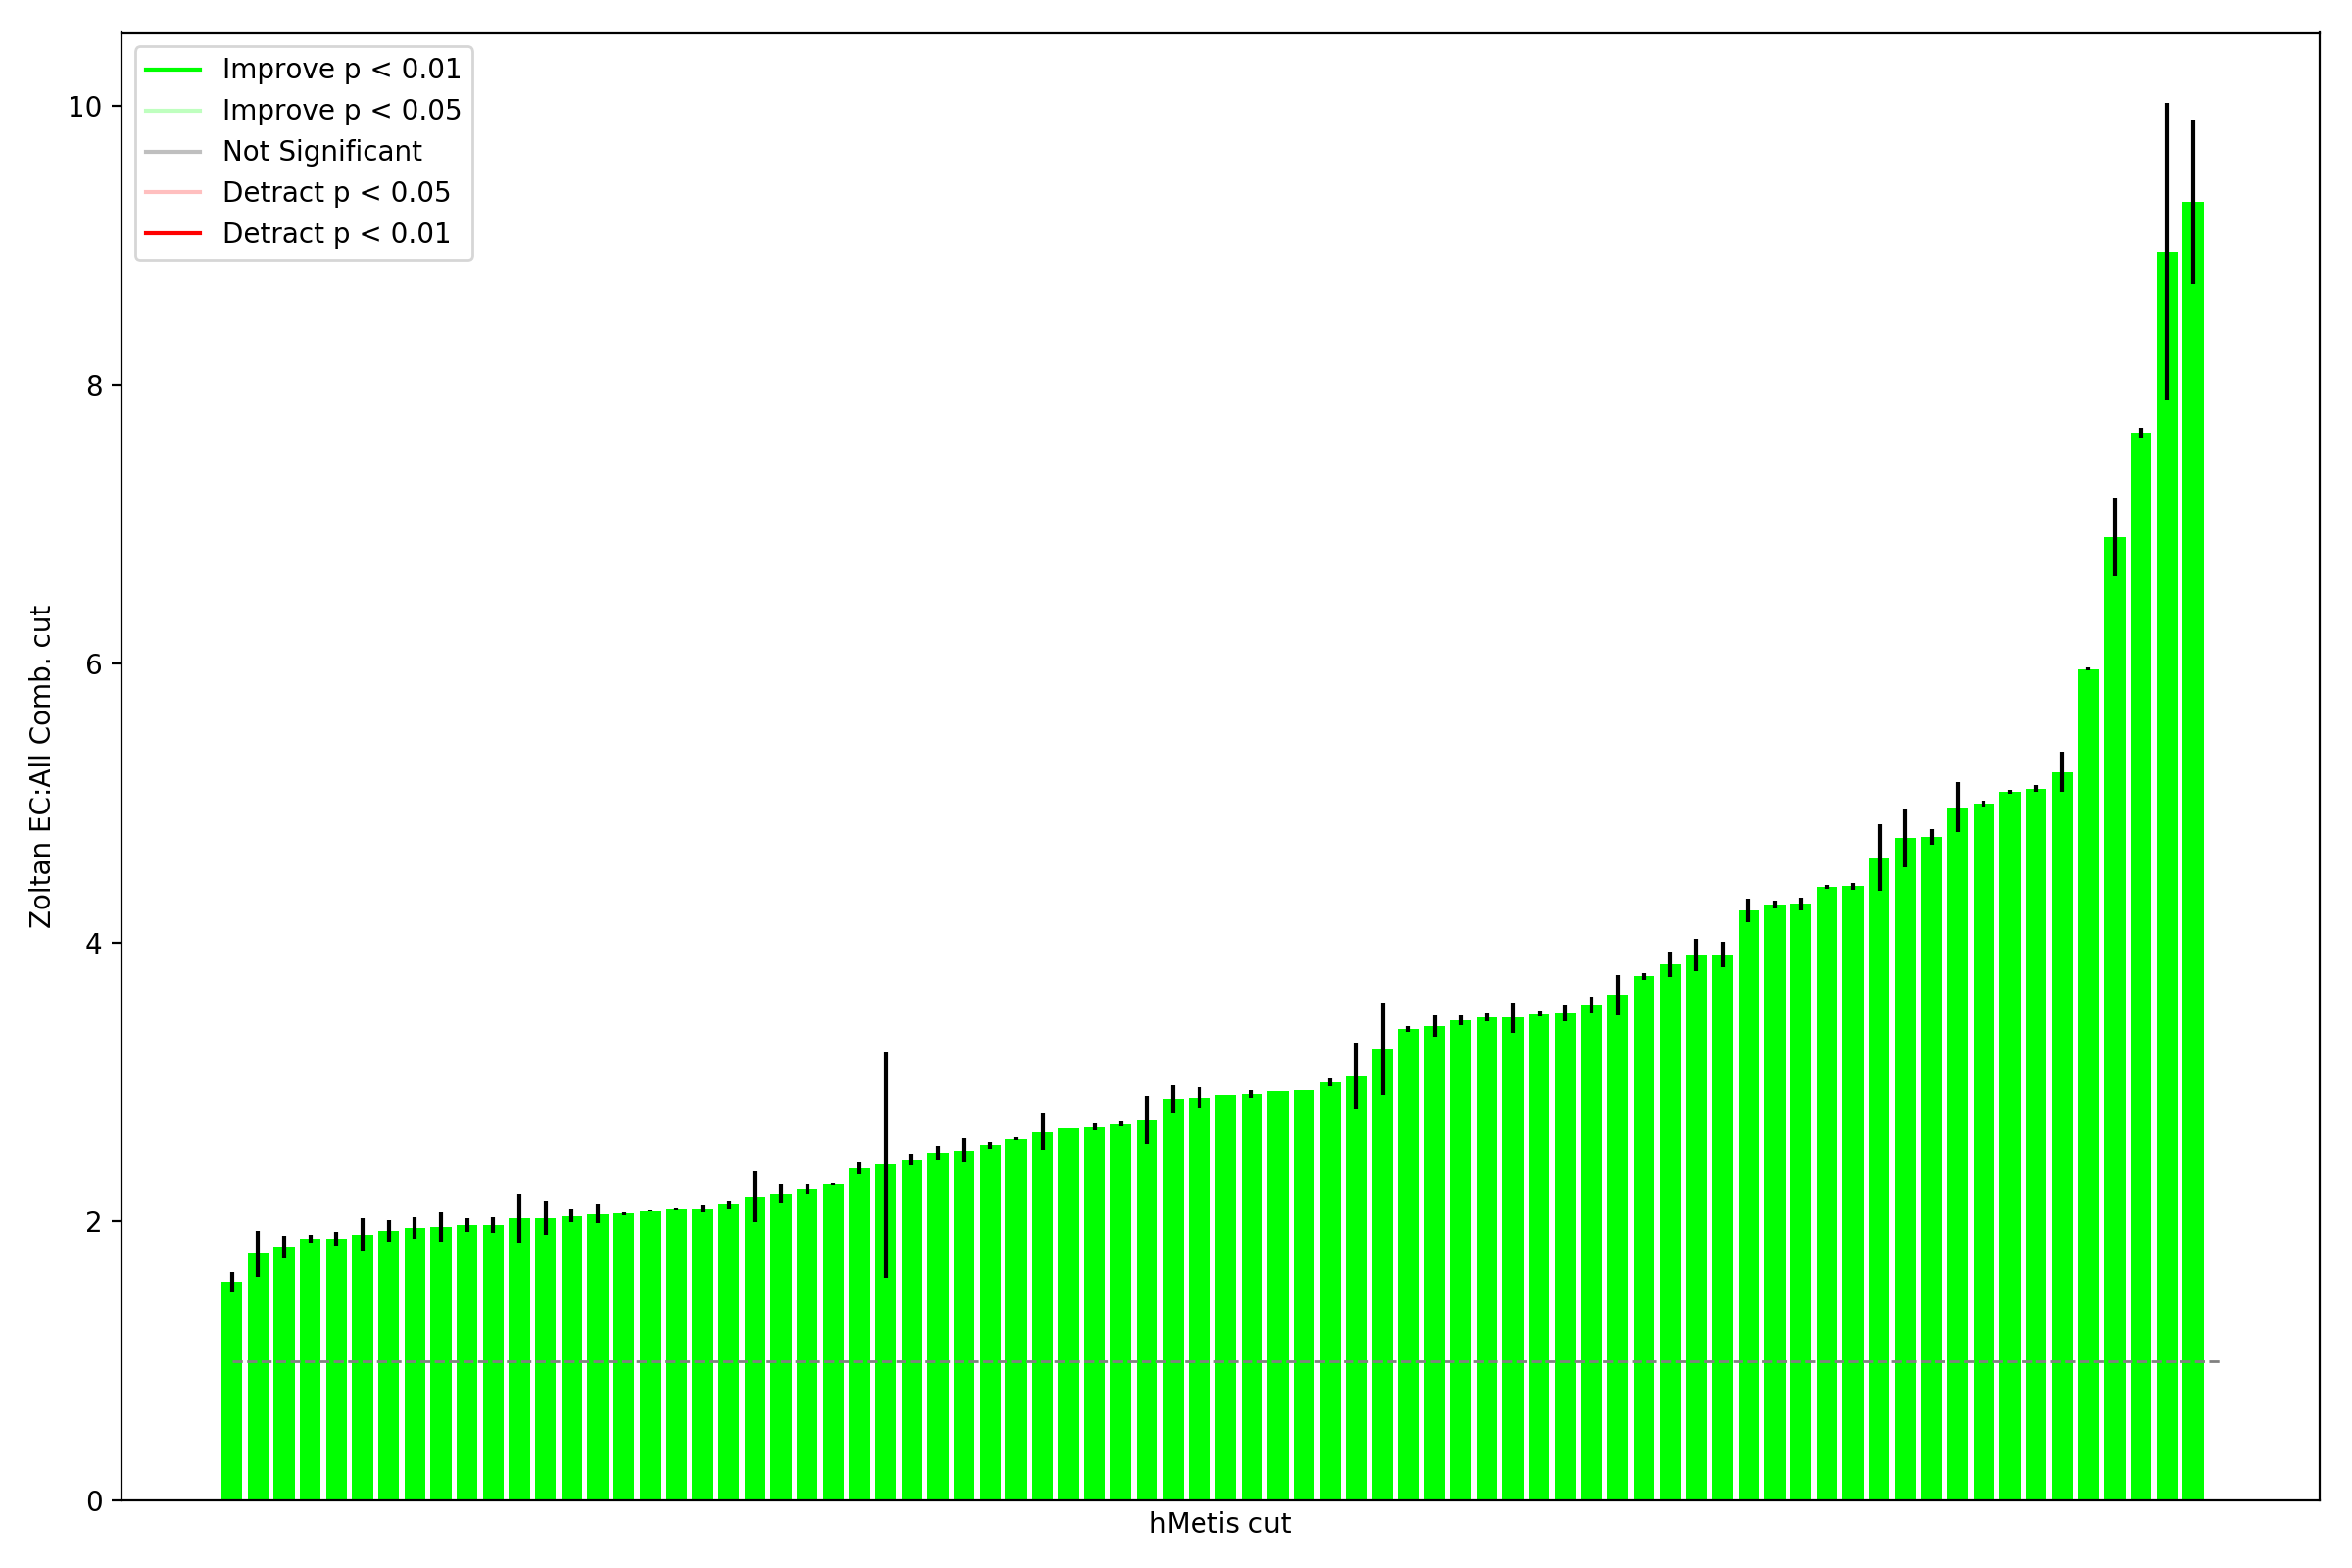 Improve p < 0.01
Improve p < 0.05
Not Significant
Detract p < 0.05
Detract p < 0.01
10
8
6
4
2
0
Zoltan EC:All Comb. cut
hMetis cut